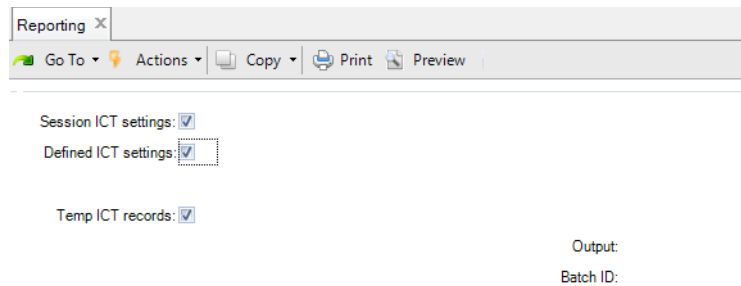 Reporting
Go To Actions Copy Print Preview
Session ICT settings:
Defined ICT settings:
Temp ICT records:
Output:
Batch ID: